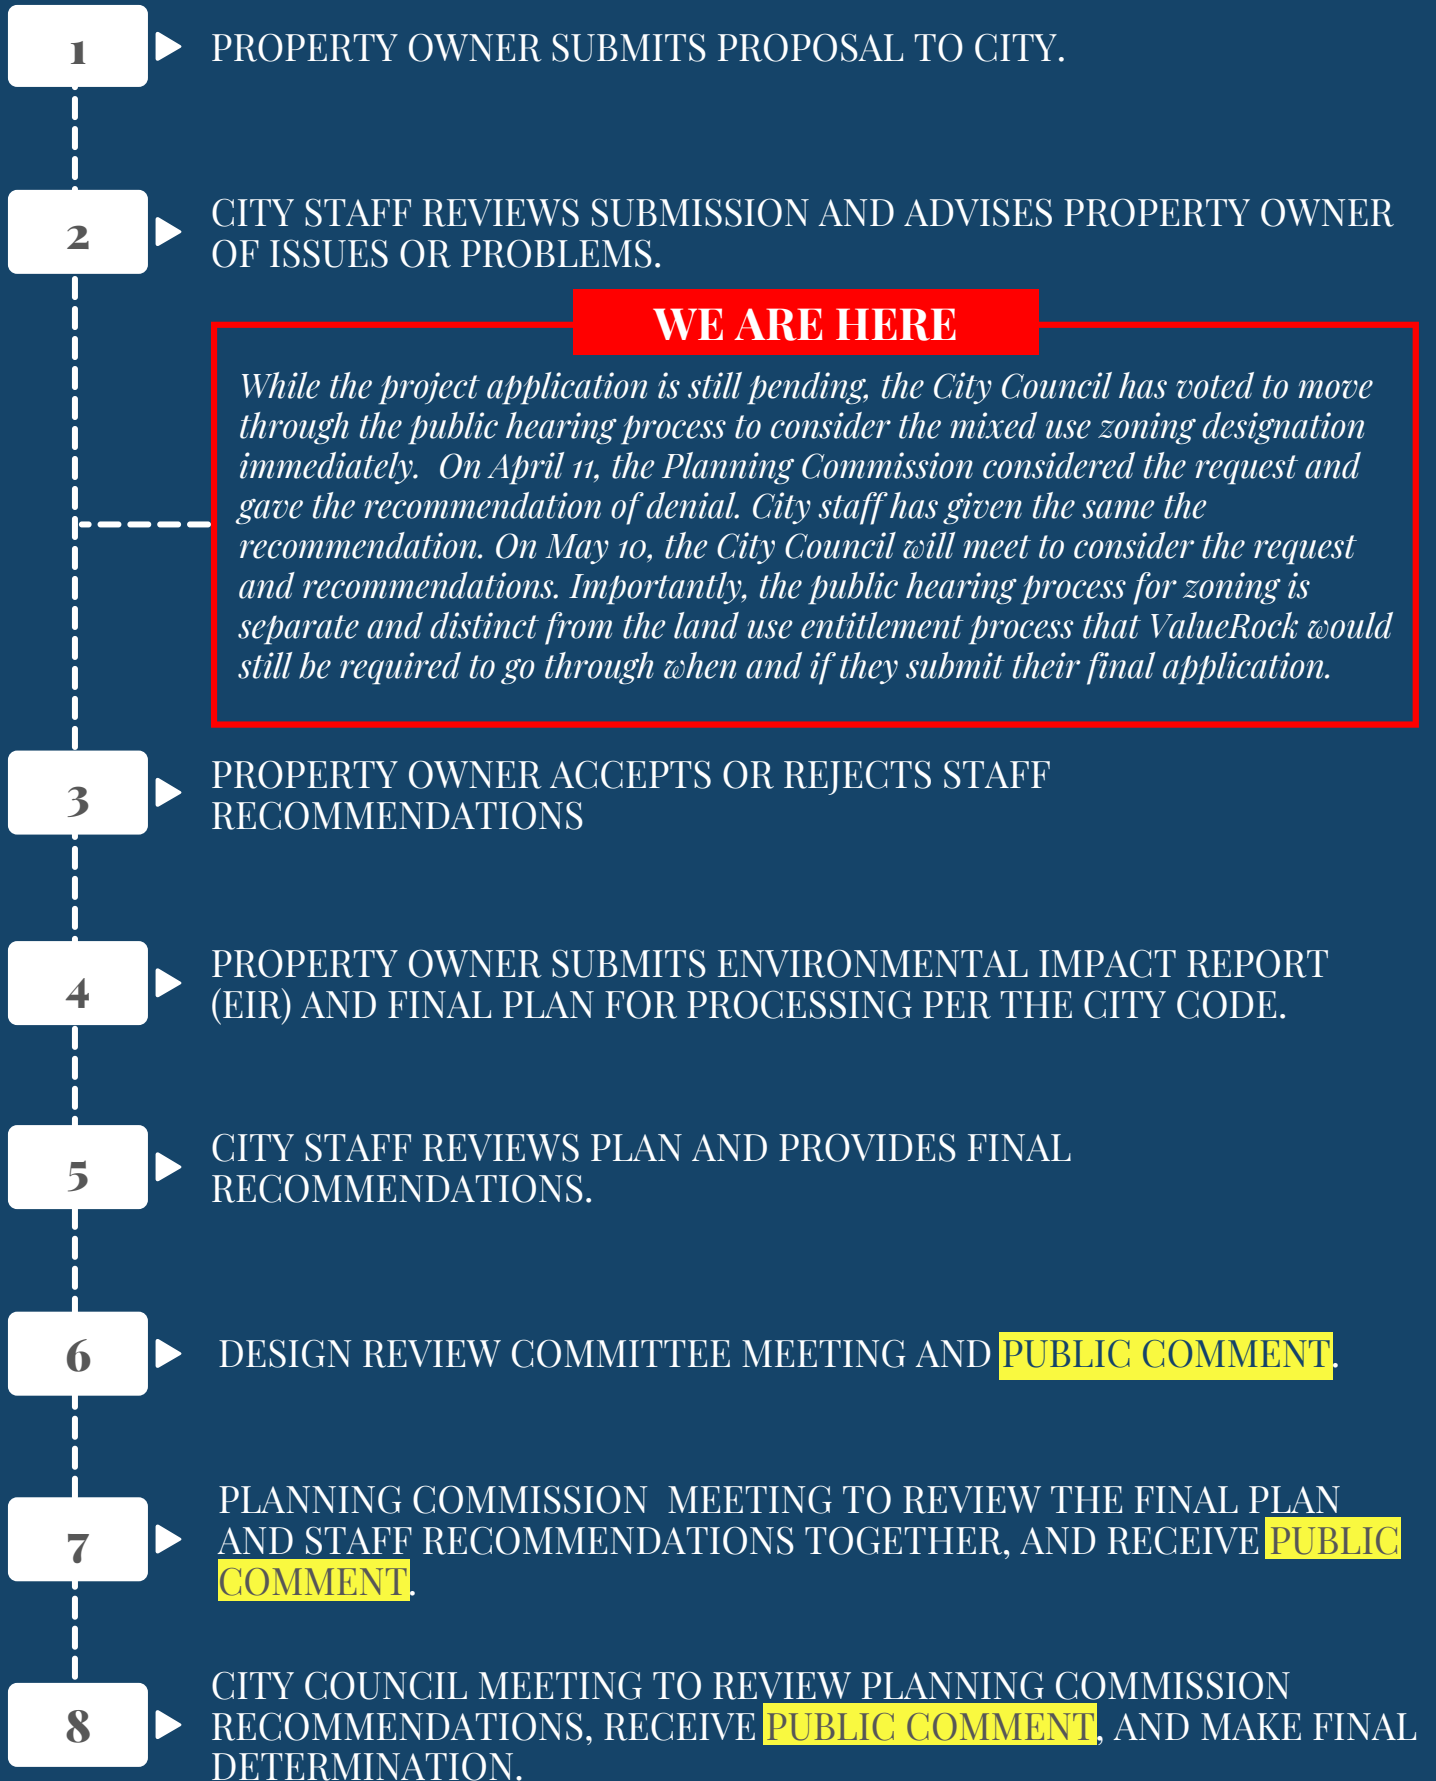 1
PROPERTY OWNER SUBMITS PROPOSAL TO CITY.
2
CITY STAFF REVIEWS SUBMISSION AND ADVISES PROPERTY OWNER
OF ISSUES OR PROBLEMS.
WE ARE HERE
While the project application is still pending, the City Council has voted to move
through the public hearing process to consider the mixed use zoning designation
immediately.  On April 11, the Planning Commission considered the request and
gave the recommendation of denial. City staff has given the same the
recommendation. On May 10, the City Council will meet to consider the request
and recommendations. Importantly, the public hearing process for zoning is
separate and distinct from the land use entitlement process that ValueRock would
still be required to go through when and if they submit their final application.
3
PROPERTY OWNER ACCEPTS OR REJECTS STAFF
RECOMMENDATIONS
4
PROPERTY OWNER SUBMITS ENVIRONMENTAL IMPACT REPORT
(EIR) AND FINAL PLAN FOR PROCESSING PER THE CITY CODE.
5
CITY STAFF REVIEWS PLAN AND PROVIDES FINAL
RECOMMENDATIONS.
6
DESIGN REVIEW COMMITTEE MEETING AND PUBLIC COMMENT.
7
PLANNING COMMISSION  MEETING TO REVIEW THE FINAL PLAN
AND STAFF RECOMMENDATIONS TOGETHER, AND RECEIVE PUBLIC
COMMENT.
8
CITY COUNCIL MEETING TO REVIEW PLANNING COMMISSION
RECOMMENDATIONS, RECEIVE PUBLIC COMMENT, AND MAKE FINAL
DETERMINATION.